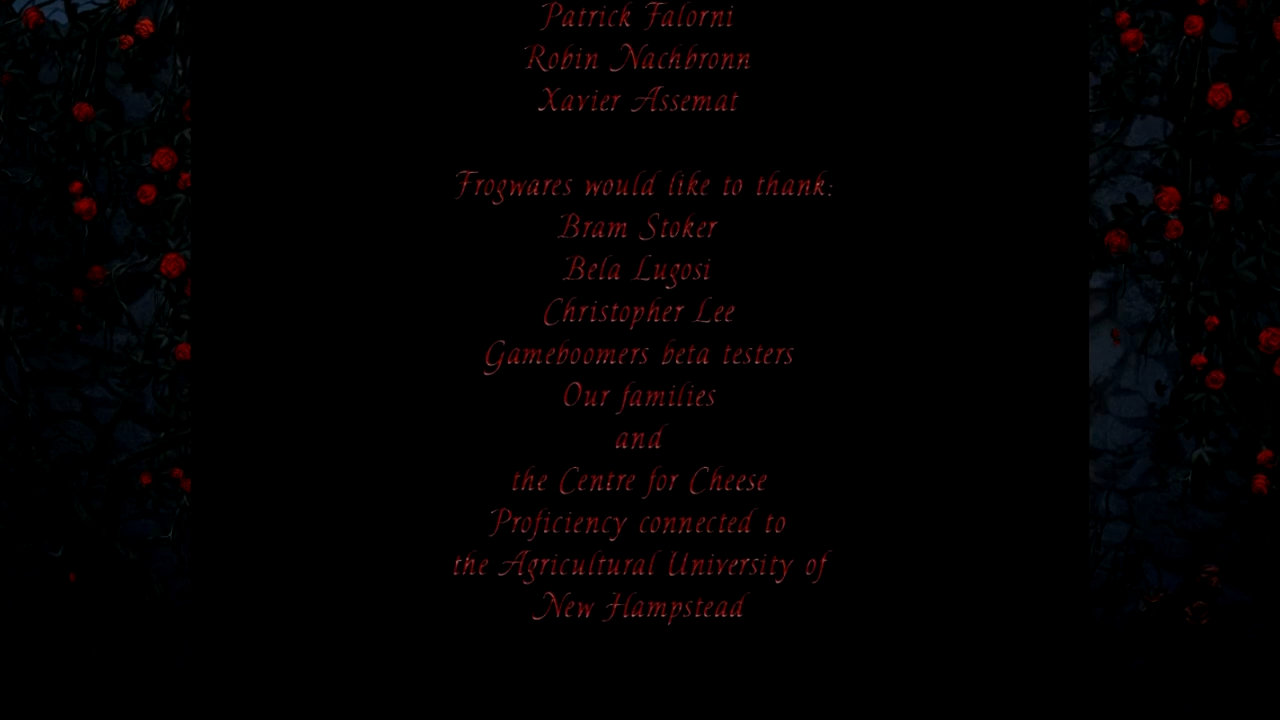 Patrick Falorni
Robin Nachbronn
Xavier Assemat
Frogwares would like to thank:
Bram Stoker
Bela Lugosi
Christopher Lee
Gameboomers beta testers
Our families
and
the Centre for Cheese
Proficiency connected to
the Agricultural University of
New Hampstead